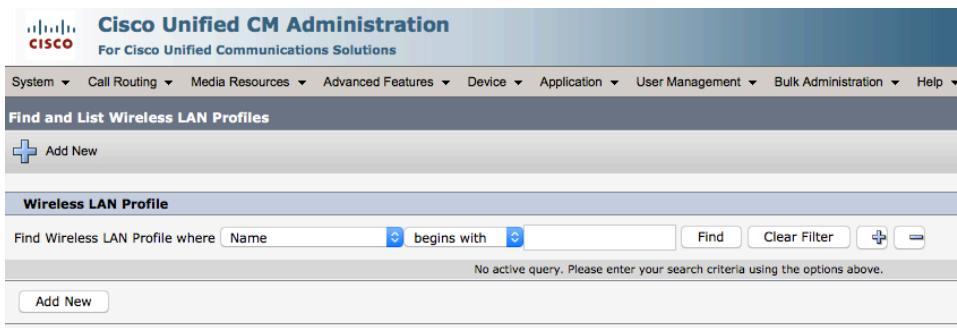 Cisco Unified CM Administration
CISCO
For Cisco Unified Communications Solutions
System Call Routing Media Resources Advanced Features Device Application User Management Bulk Administration Help
Find and List Wireless LAN Profiles
Add New
Wireless LAN Profile
Find Wireless LAN Profile where Name begins with Find Clear Filter
No active query. Please enter your search criteria using the options above.
Add New